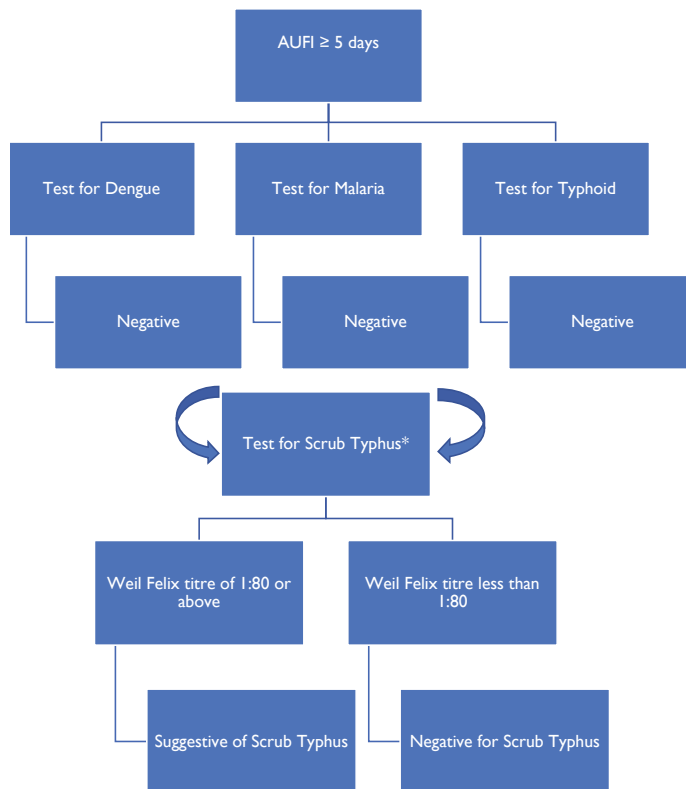 AUFI ≥ 5 days
Test for Dengue
Test for Malaria
Test for Typhoid
Negative
Negative
Negative
Test for Scrub Typhus*
Weil Felix titre of 1:80 or
above
Weil Felix titre less than
1:80
Suggestive of Scrub Typhus
Negative for Scrub Typhus